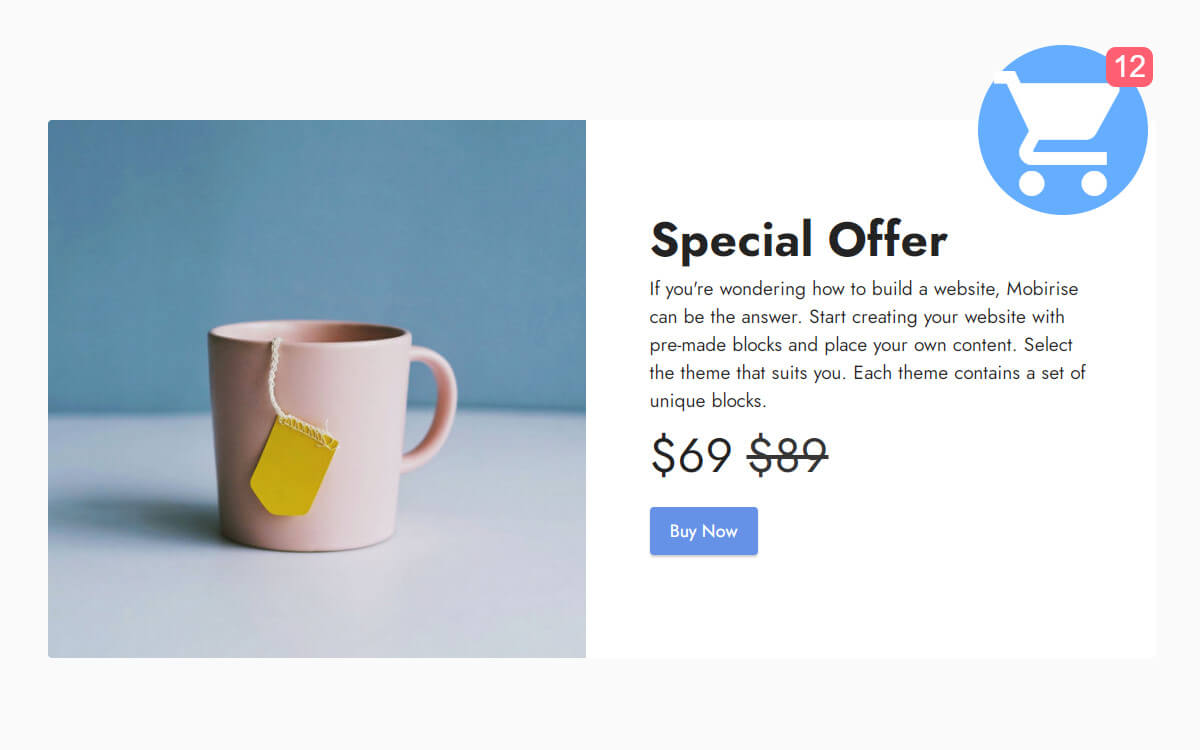 12
Special Offer
If you're wondering how to build a website, Mobirise
can be the answer. Start creating your website with
pre-made blocks and place your own content. Select
the theme that suits you. Each theme contains a set of
unique blocks.
$69 $89
Buy Now